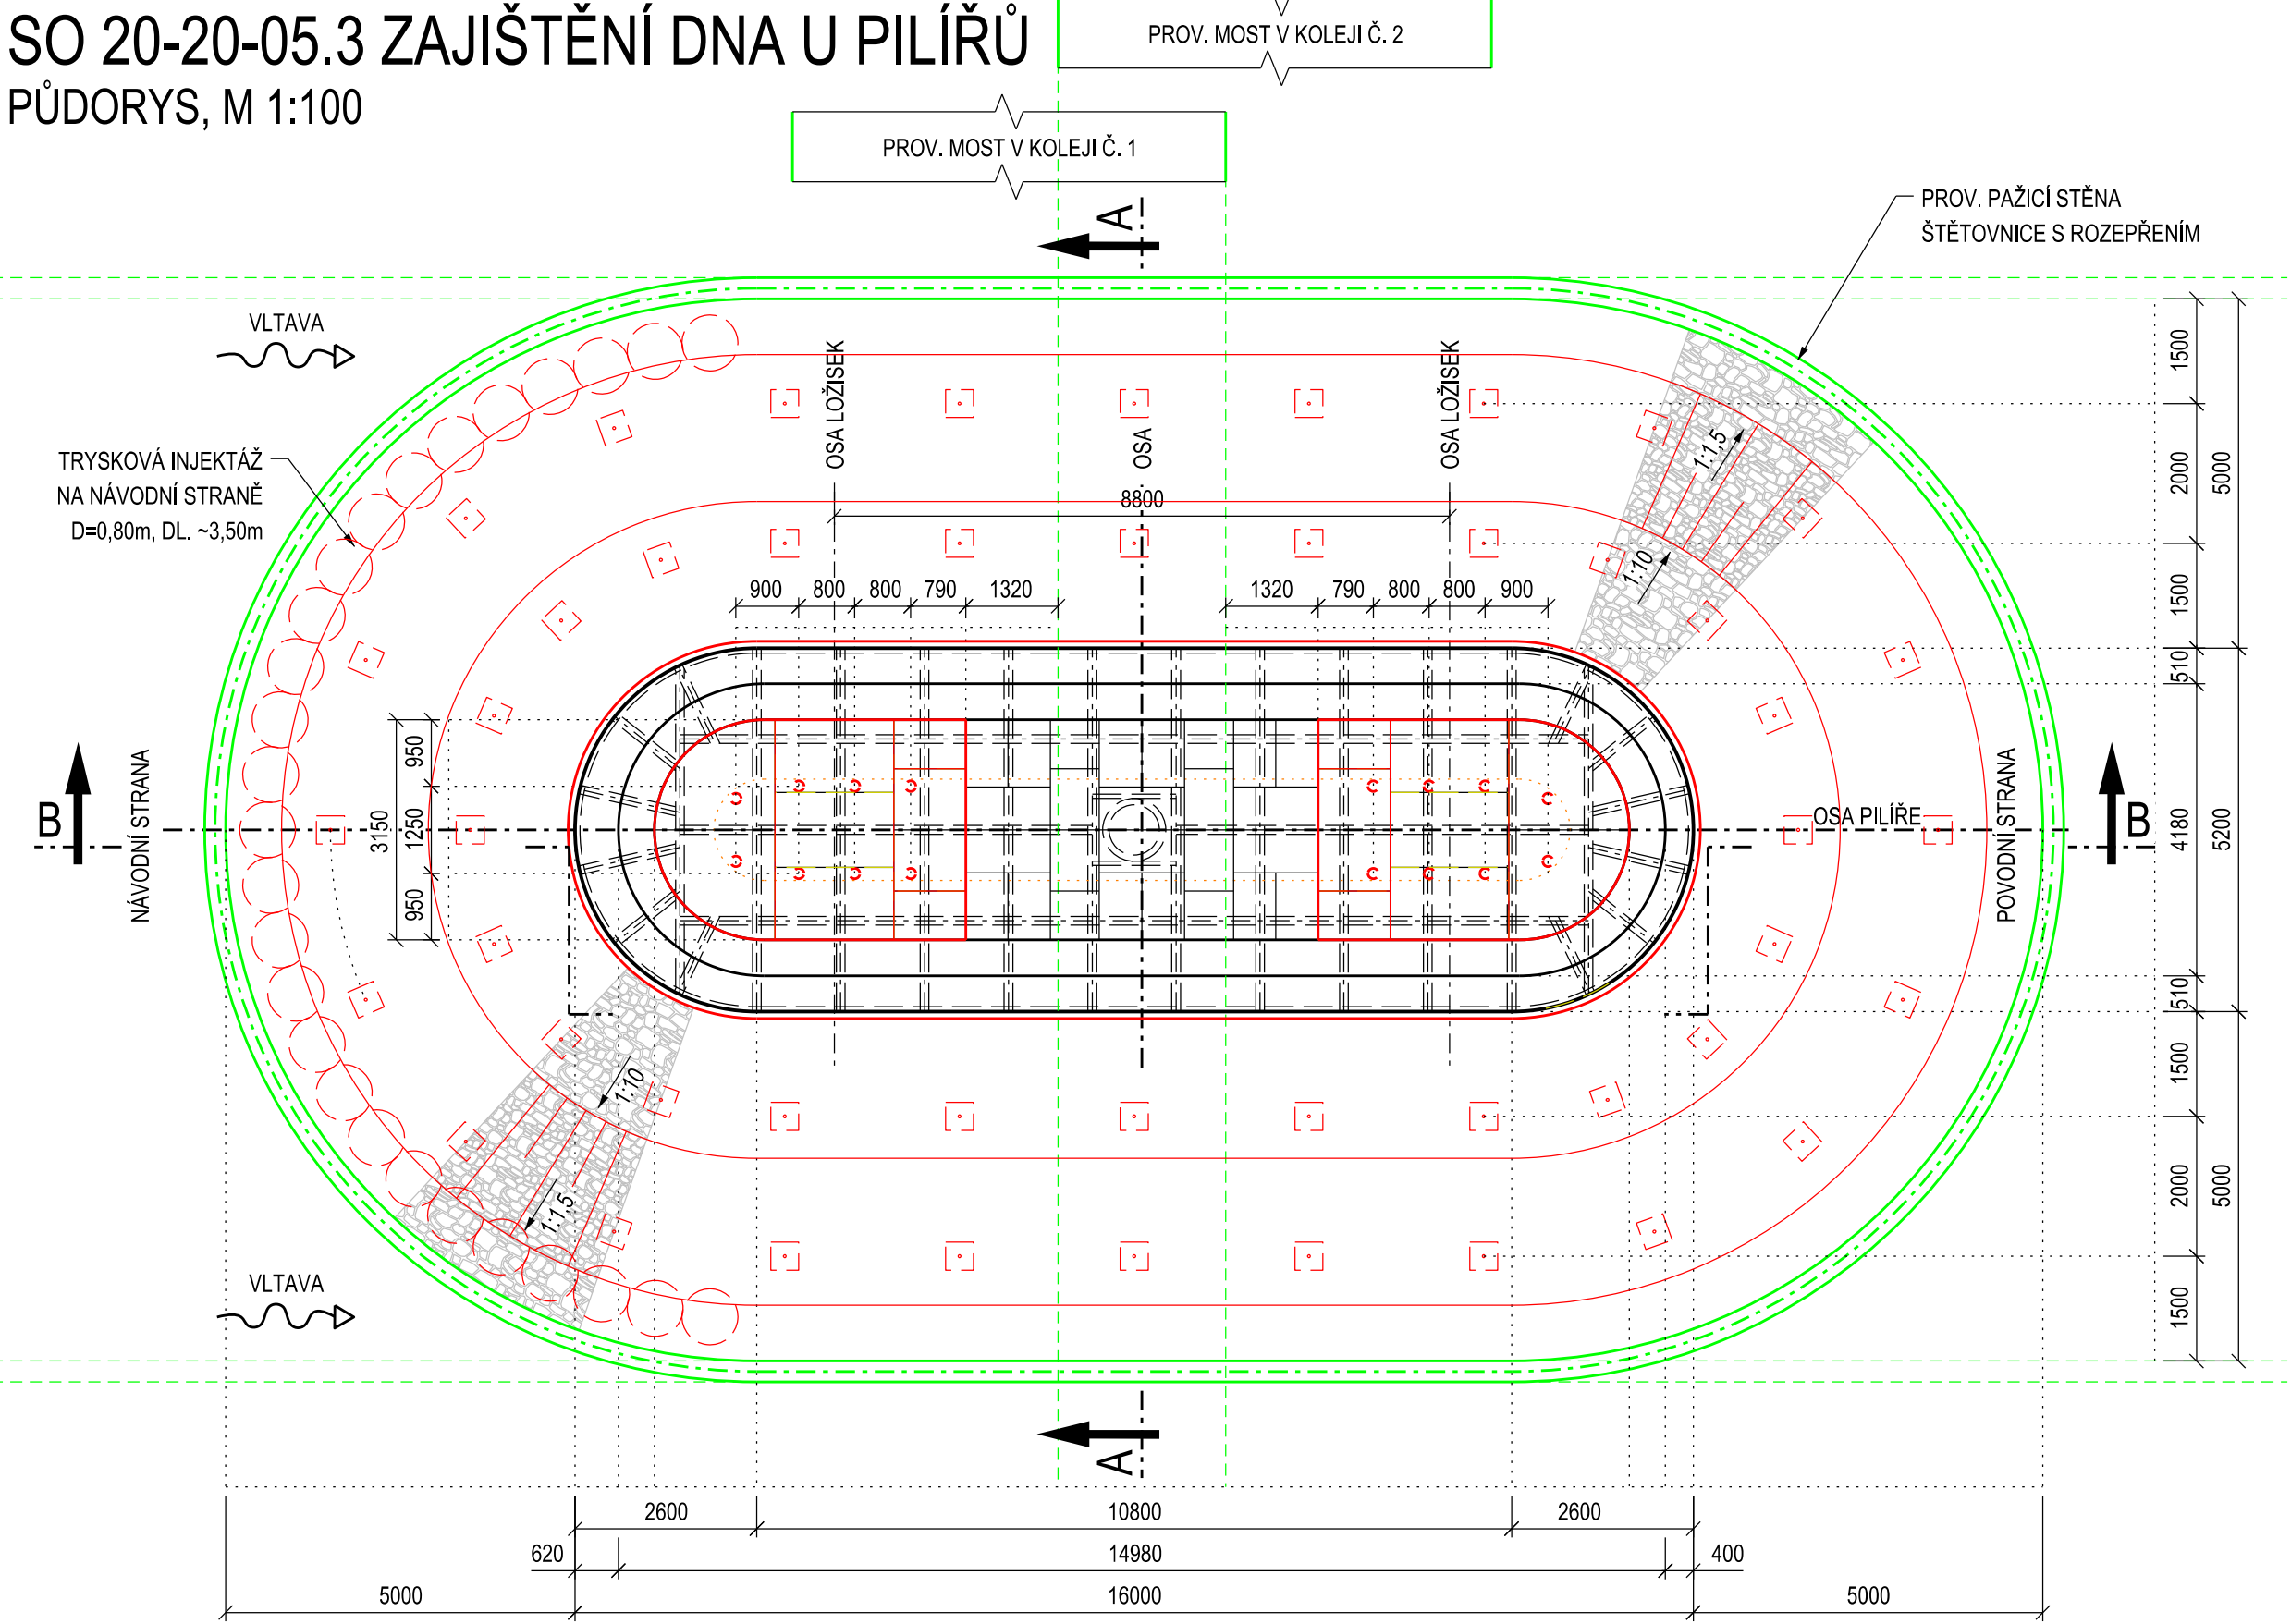 SO 20-20-05.3 ZAJIŠTĚNÍ DNA U PILÍŘŮ
PŮDORYS, M 1:100
PROV. MOST V KOLEJI Č. 2
PROV. MOST V KOLEJI Č. 1
PROV. PAŽICÍ STĚNA
ŠTĚTOVNICE S ROZEPŘENÍM
A
VLTAVA
TRYSKOVÁ INJEKTÁŽ
NA NÁVODNÍ STRANĚ
D=0,80m, DL. ~3,50m
OSA LOŽISEK
OSA
OSA LOŽISEK
8800
900 800 800 790 1320
1320 790 800 800 900
1:1,5
1:10
1500
2000
1500
5000
510
4180
5200
510
1500
2000
1500
5000
950
1250
950
3150
B
NÁVODNÍ STRANA
OSA PILÍŘE
POVODNÍ STRANA
B
1:10
1:1,5
VLTAVA
A
2600 10800 2600
620 14980 400
5000 16000 5000